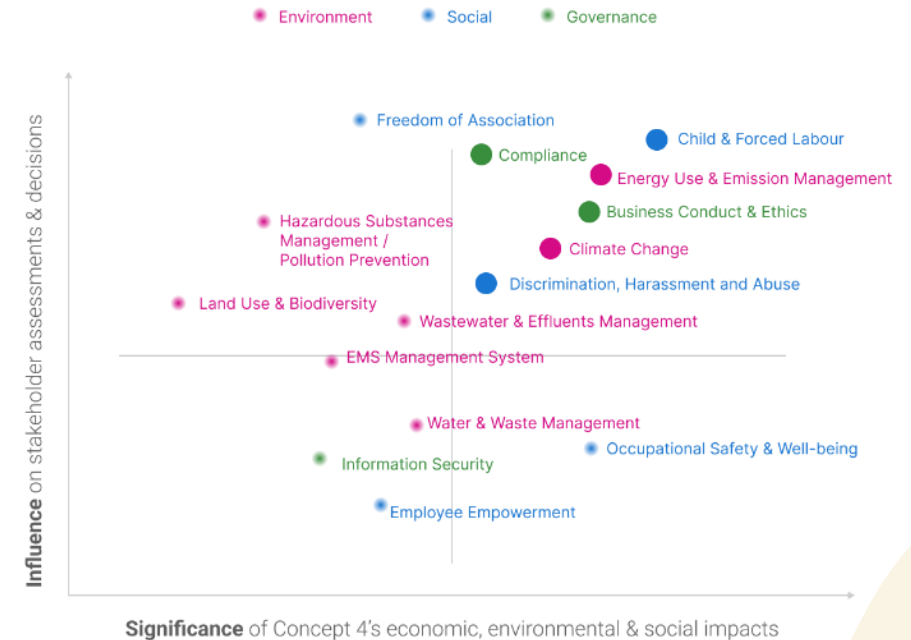 Environment
Social
Governance
Influence on stakeholder assessments & decisions
Freedom of Association
Child & Forced Labour
Compliance
Energy Use & Emission Management
Business Conduct & Ethics
Hazardous Substances
Management /
Pollution Prevention
Climate Change
Discrimination, Harassment and Abuse
Land Use & Biodiversity
Wastewater & Effluents Management
EMS Management System
Water & Waste Management
Occupational Safety & Well-being
Information Security
Employee Empowerment
Significance of Concept 4's economic, environmental & social impacts